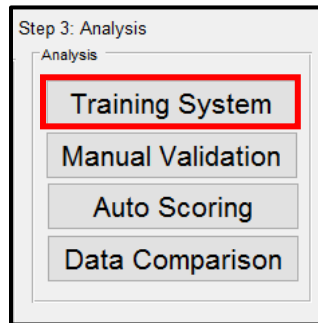 Step 3: Analysis
Analysis
Training System
Manual Validation
Auto Scoring
Data Comparison